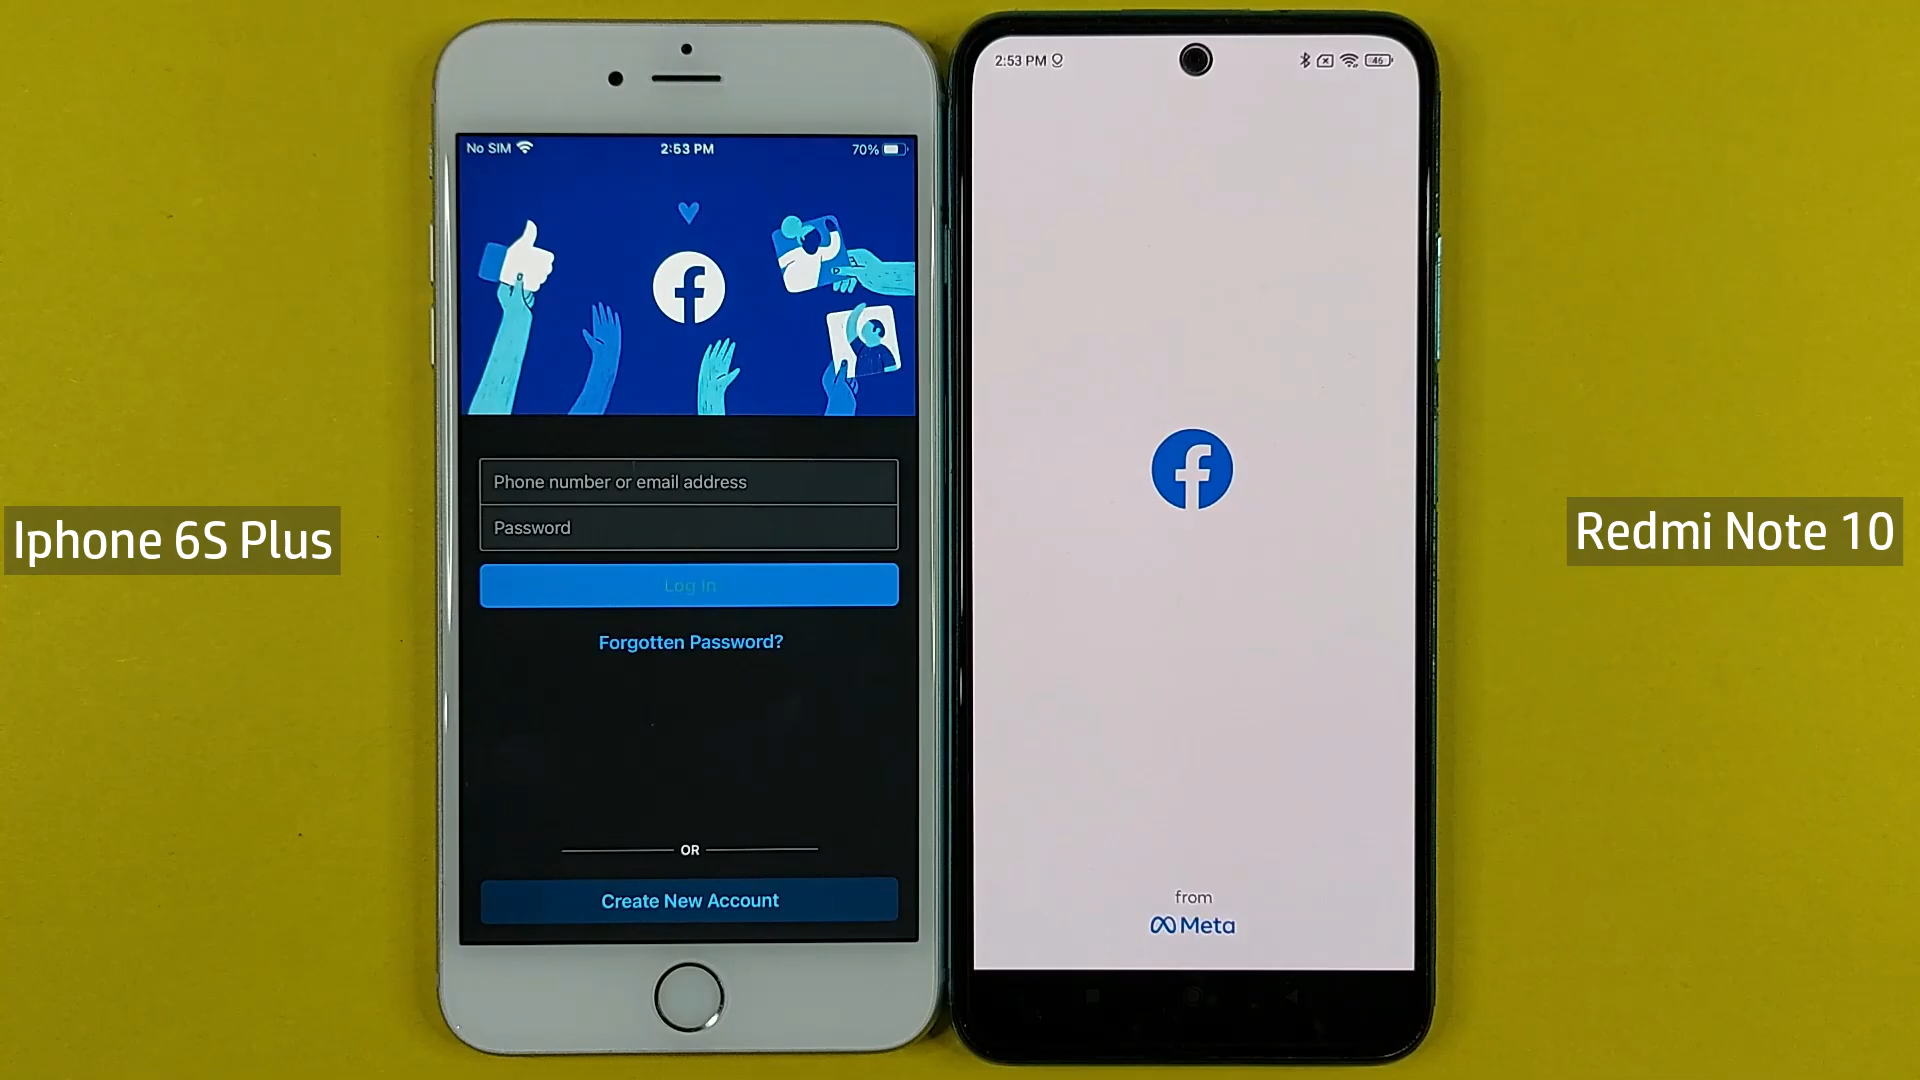 No SIM
2:53 PM
70%
Phone number or email address
Password
Log In
Forgotten Password?
OR
Create New Account
Iphone 6S Plus
2:53 PM
46
from
Meta
Redmi Note 10